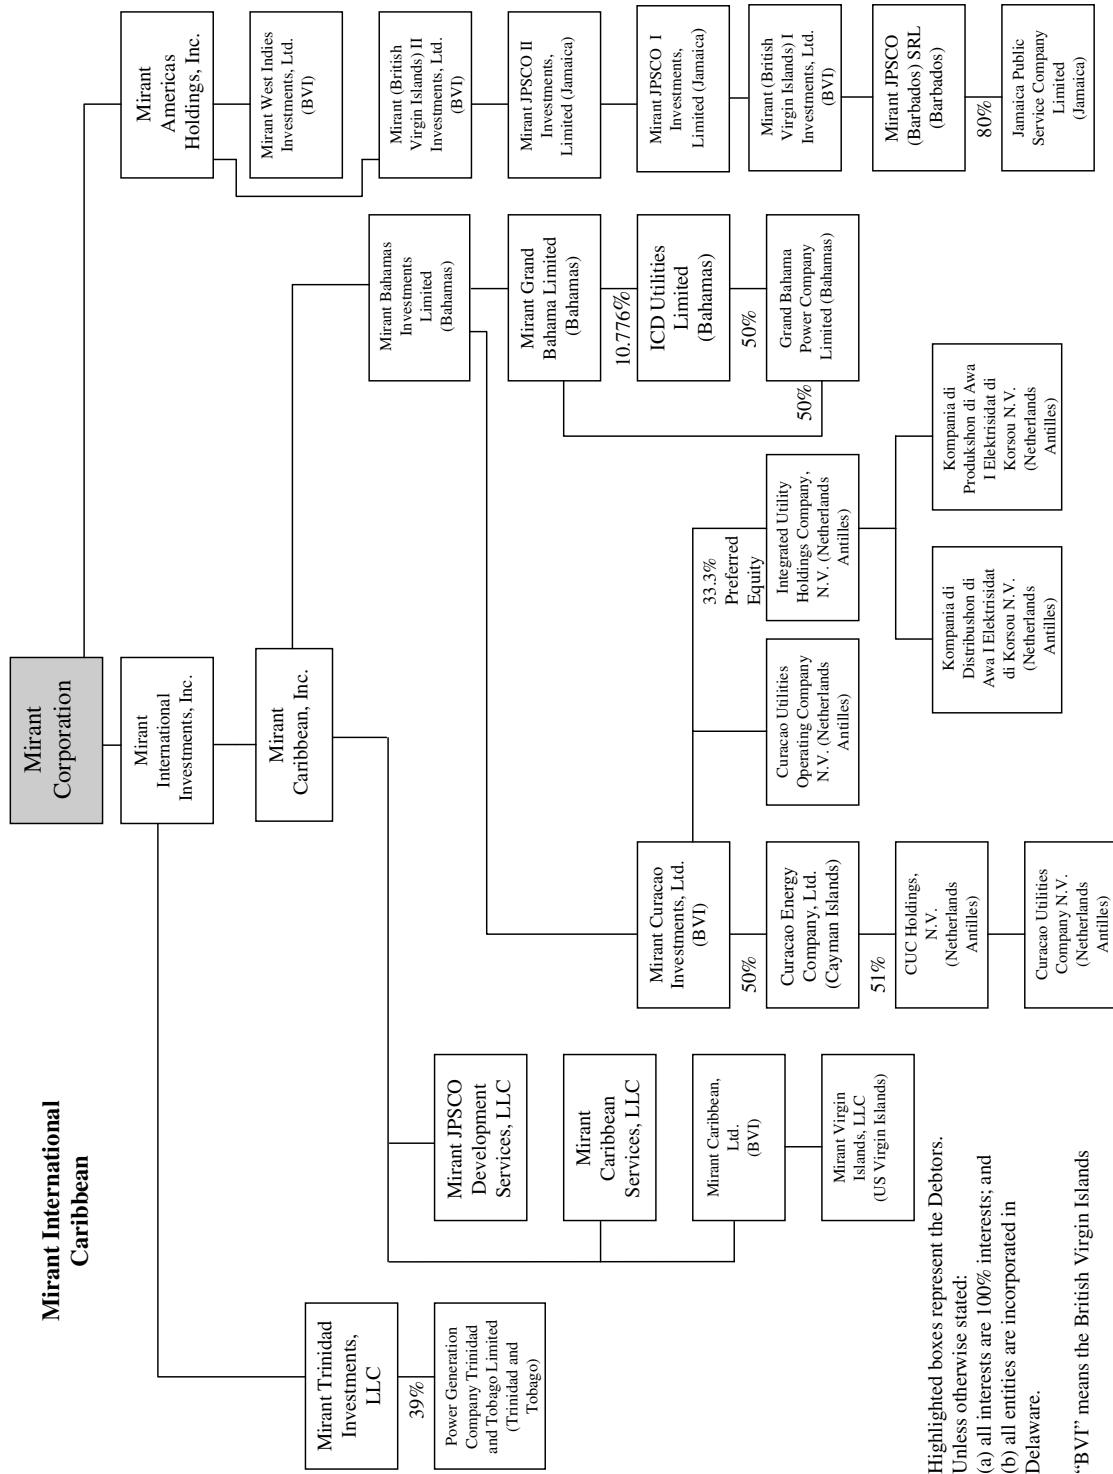 Mirant International
Caribbean
Mirant
Corporation
Mirant
International
Investments, Inc.
Mirant
Americas
Holdings, Inc.
Mirant West Indies
Investments, Ltd.
(BVI)
Mirant (British
Virgin Islands) II
Investments, Ltd.
(BVI)
Mirant JPSCO II
Investments,
Limited (Jamaica)
Mirant JPSCO I
Investments,
Limited (Jamaica)
Mirant (British
Virgin Islands) I
Investments, Ltd.
(BVI)
Mirant JPSCO
(Barbados) SRL
(Barbados)
80%
Jamaica Public
Service Company
Limited
(Jamaica)
Mirant
Caribbean, Inc.
Mirant Bahamas
Investments
Limited
(Bahamas)
Mirant Grand
Bahama Limited
(Bahamas)
10.776%
ICD Utilities
Limited
(Bahamas)
50%
50%
Grand Bahama
Power Company
Limited (Bahamas)
Mirant Trinidad
Investments,
LLC
39%
Power Generation
Company Trinidad
and Tobago Limited
(Trinidad and
Tobago)
Mirant JPSCO
Development
Services, LLC
Mirant
Caribbean
Services, LLC
Mirant Caribbean,
Ltd.
(BVI)
Mirant Virgin
Islands, LLC
(US Virgin Islands)
Mirant Curacao
Investments, Ltd.
(BVI)
50%
Curacao Energy
Company, Ltd.
(Cayman Islands)
51%
CUC Holdings,
N.V.
(Netherlands
Antilles)
Curacao Utilities
Company N.V.
(Netherlands
Antilles)
Curacao Utilities
Operating Company
N.V. (Netherlands
Antilles)
33.3%
Preferred
Equity
Integrated Utility
Holdings Company,
N.V. (Netherlands
Antilles)
Kompania di
Distribushon di
Awa I Elektrisidat
di Korsou N.V.
(Netherlands
Antilles)
Kompania di
Produkshon di Awa
I Elektrisidat di
Korsou N.V.
(Netherlands
Antilles)
Highlighted boxes represent the Debtors.
Unless otherwise stated:
(a) all interests are 100% interests; and
(b) all entities are incorporated in
Delaware.
“BVI” means the British Virgin Islands